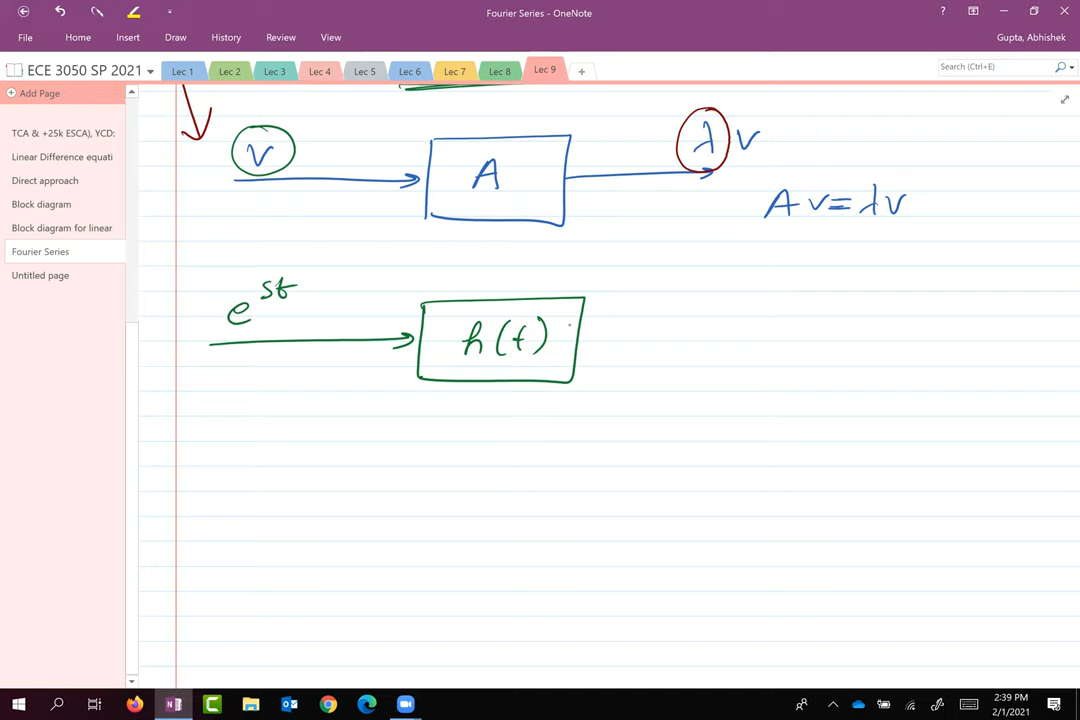 Fourier Series - OneNote
?
File Home Insert Draw History Review View
Gupta, Abhishek
ECE 3050 SP 2021
Lec 1 Lec 2 Lec 3 Lec 4 Lec 5 Lec 6 Lec 7 Lec 8 Lec 9 +
Search (Ctrl+E)
Add Page
TCA & +25k ESCA), YCD:
Linear Difference equati
Direct approach
Block diagram
Block diagram for linear
Fourier Series
Untitled page
v A λ v
A v = λ v
e^st
h(t)
2:39 PM
2/1/2021